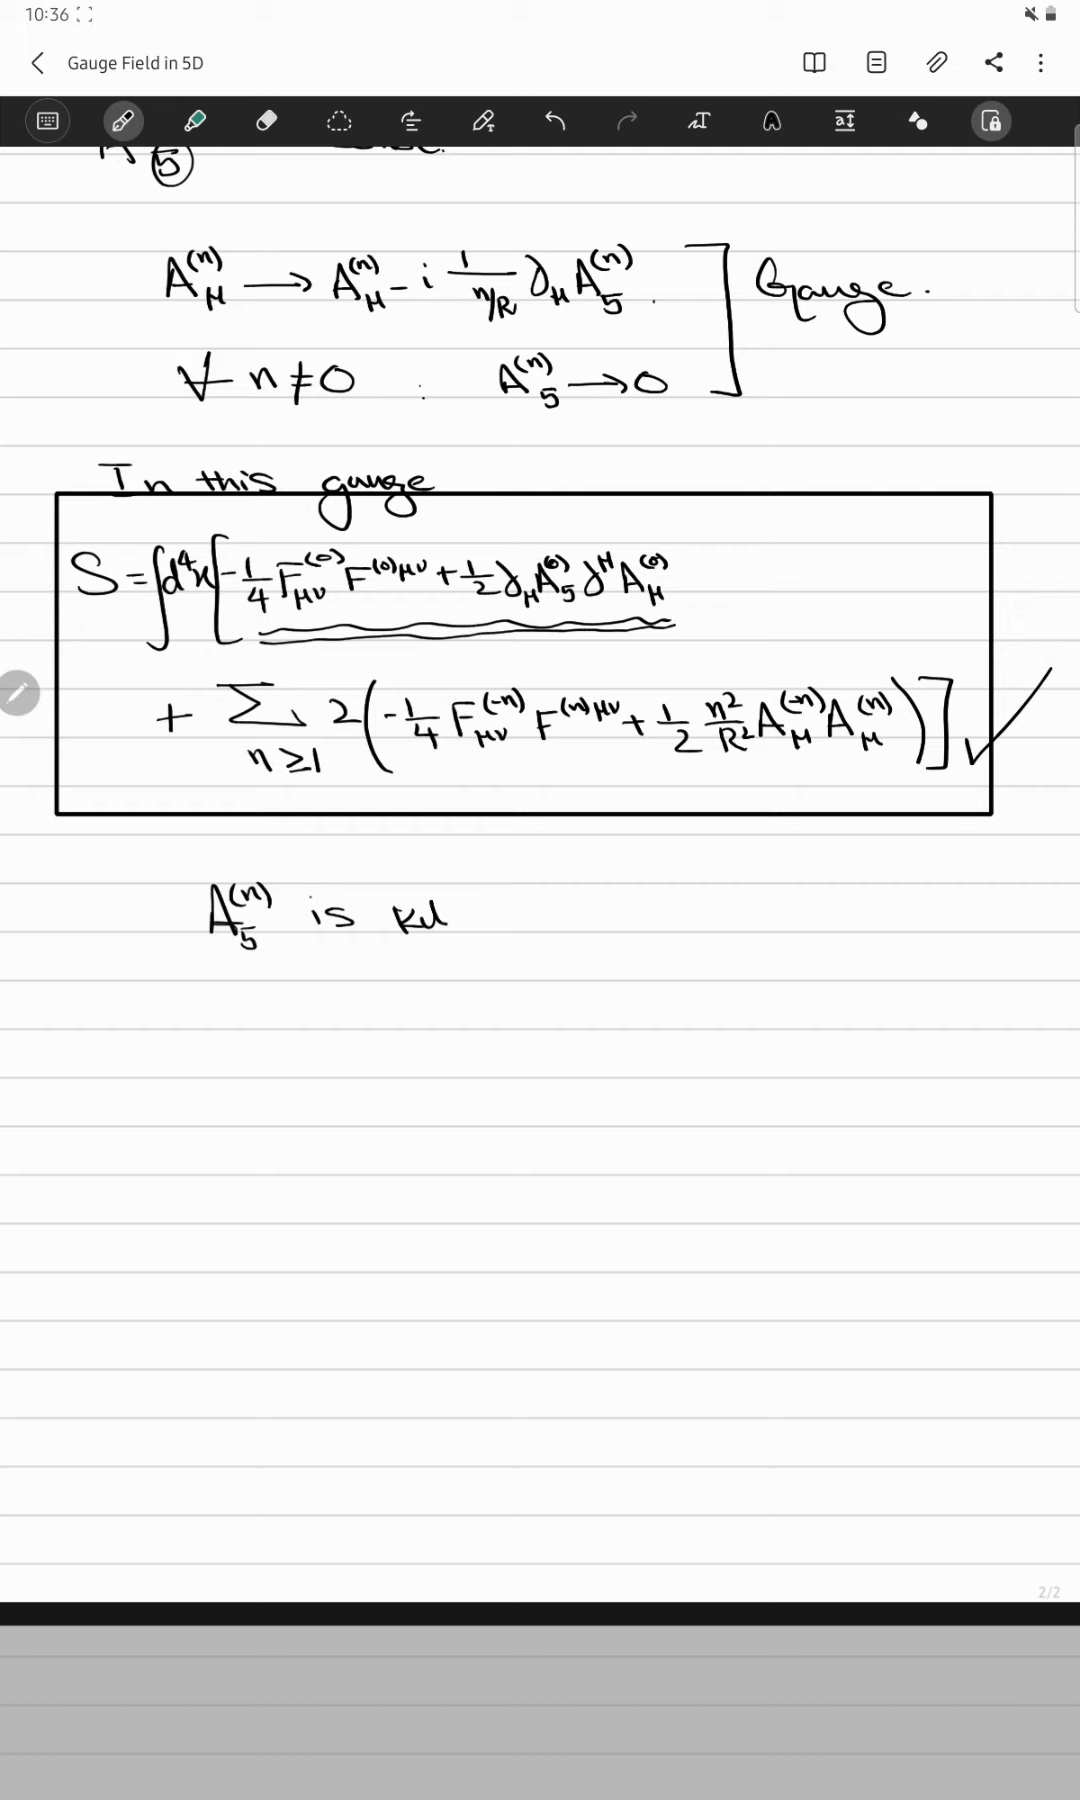 10:36
Gauge Field in 5D
5
A_μ^(n) → A_μ^(n) - i 1/(n/R) ∂_μ A_5^(n) . ] Gauge.
∀ n ≠ 0 : A_5^(n) → 0
In this gauge
S = ∫d⁴x [ -1/4 F_μν^(0) F^(0)μν + 1/2 ∂_μ A_5^(0) ∂^μ A_μ^(0)
+ Σ_{n≥1} 2( -1/4 F_μν^(-n) F^(n)μν + 1/2 n²/R² A_μ^(-n) A_μ^(n) ) ] ✓
A_5^(n) is
2/2